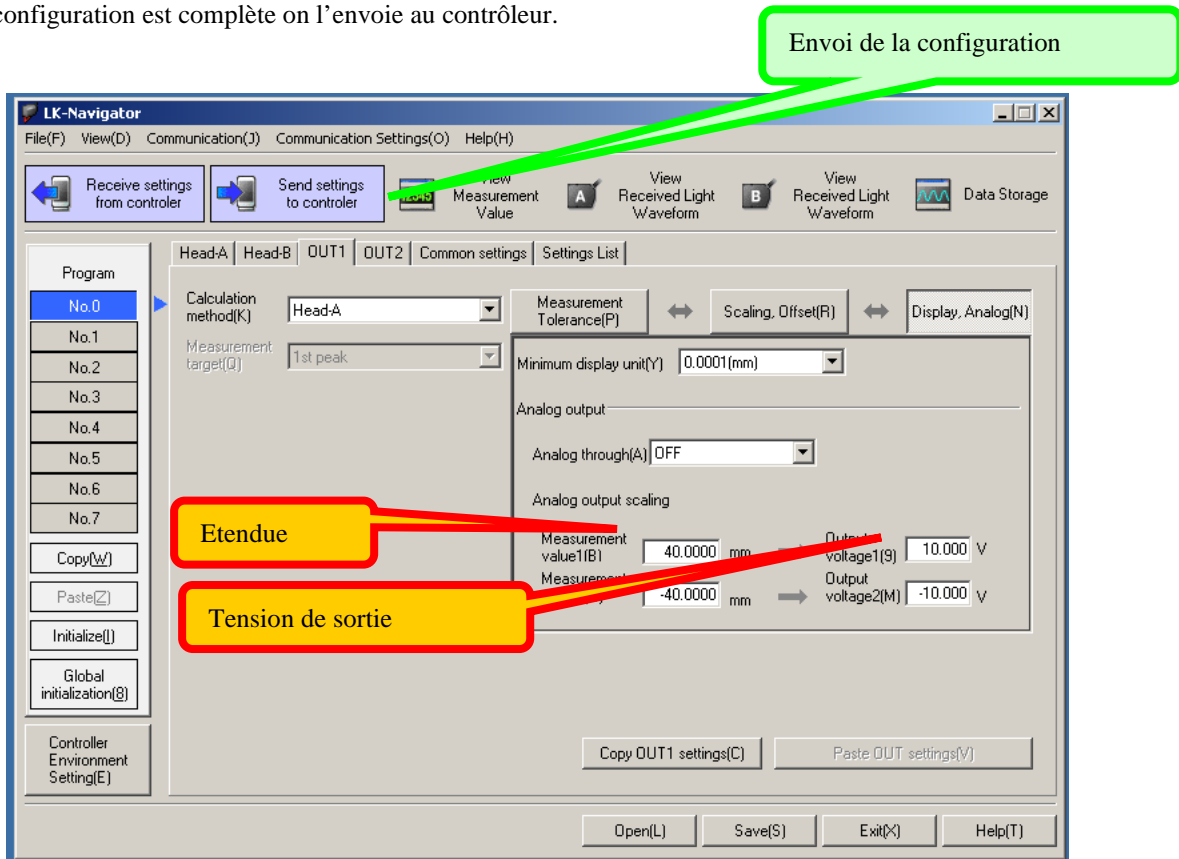 configuration est complète on l'envoie au contrôleur.
Envoi de la configuration
LK-Navigator
File(F) View(D) Communication(J) Communication Settings(O) Help(H)
Receive settings
from controler
Send settings
to controler
View
Measurement
Value
A
View
Received Light
Waveform
B
View
Received Light
Waveform
Data Storage
Program
No.0
No.1
No.2
No.3
No.4
No.5
No.6
No.7
Copy(W)
Paste(Z)
Initialize(I)
Global
initialization(8)
Controller
Environment
Setting(E)
Head-A Head-B OUT1 OUT2 Common settings Settings List
Calculation
method(K)
Head-A
Measurement
target(Q)
1st peak
Measurement
Tolerance(P)
Scaling, Offset(R)
Display, Analog(N)
Minimum display unit(Y) 0.0001(mm)
Analog output
Analog through(A) OFF
Analog output scaling
Etendue
Measurement
value1(B)
40.0000 mm
Output
voltage1(9)
10.000 V
Tension de sortie
Measurement
-40.0000 mm
Output
voltage2(M)
-10.000 V
Copy OUT1 settings(C)
Paste OUT settings(V)
Open(L)
Save(S)
Exit(X)
Help(T)